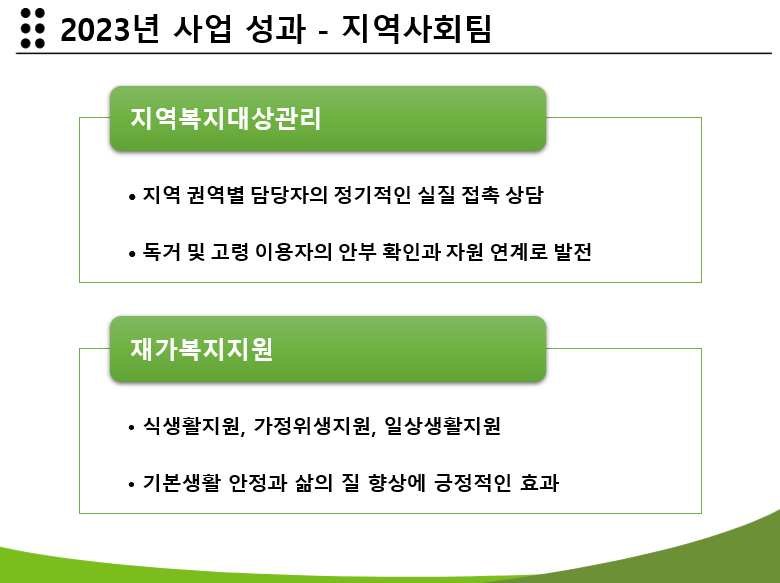 2023년 사업 성과 - 지역사회팀
지역복지대상관리
• 지역 권역별 담당자의 정기적인 실질 접촉 상담
• 독거 및 고령 이용자의 안부 확인과 자원 연계로 발전
재가복지지원
• 식생활지원, 가정위생지원, 일상생활지원
• 기본생활 안정과 삶의 질 향상에 긍정적인 효과